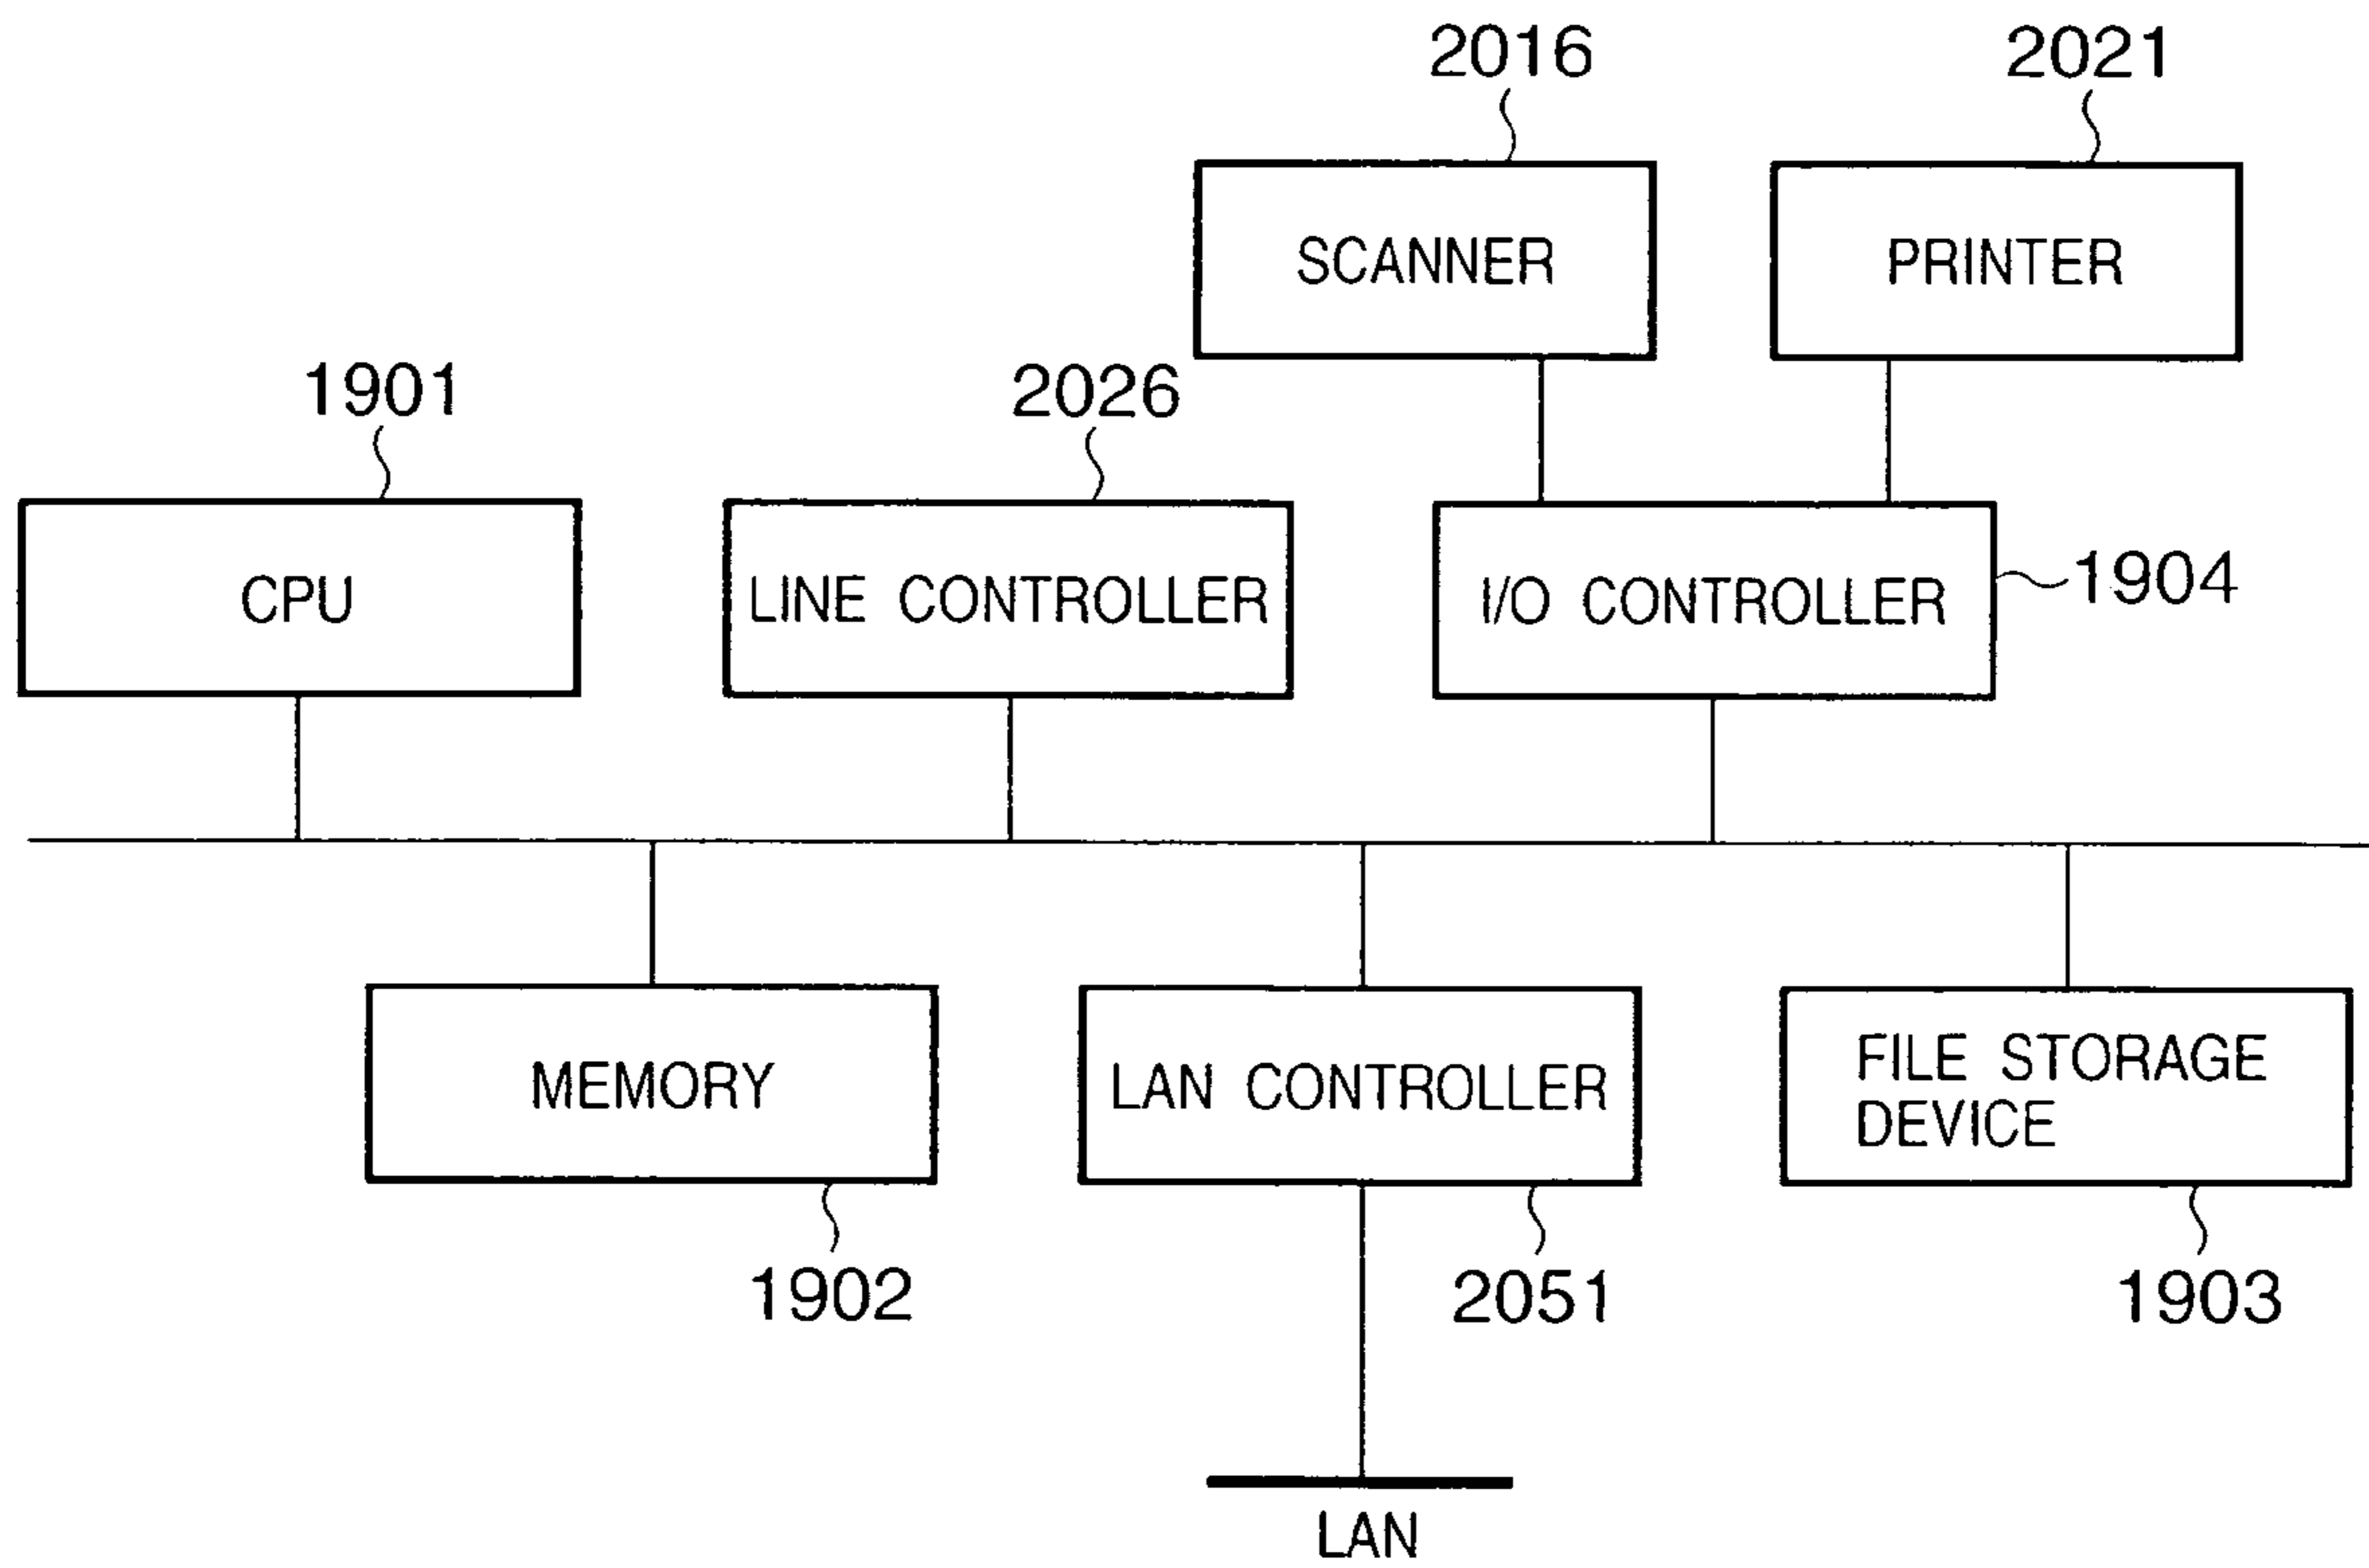 2016
2021
SCANNER
PRINTER
1901
2026
CPU
LINE CONTROLLER
I/O CONTROLLER
1904
MEMORY
LAN CONTROLLER
FILE STORAGE
DEVICE
1902
2051
1903
LAN